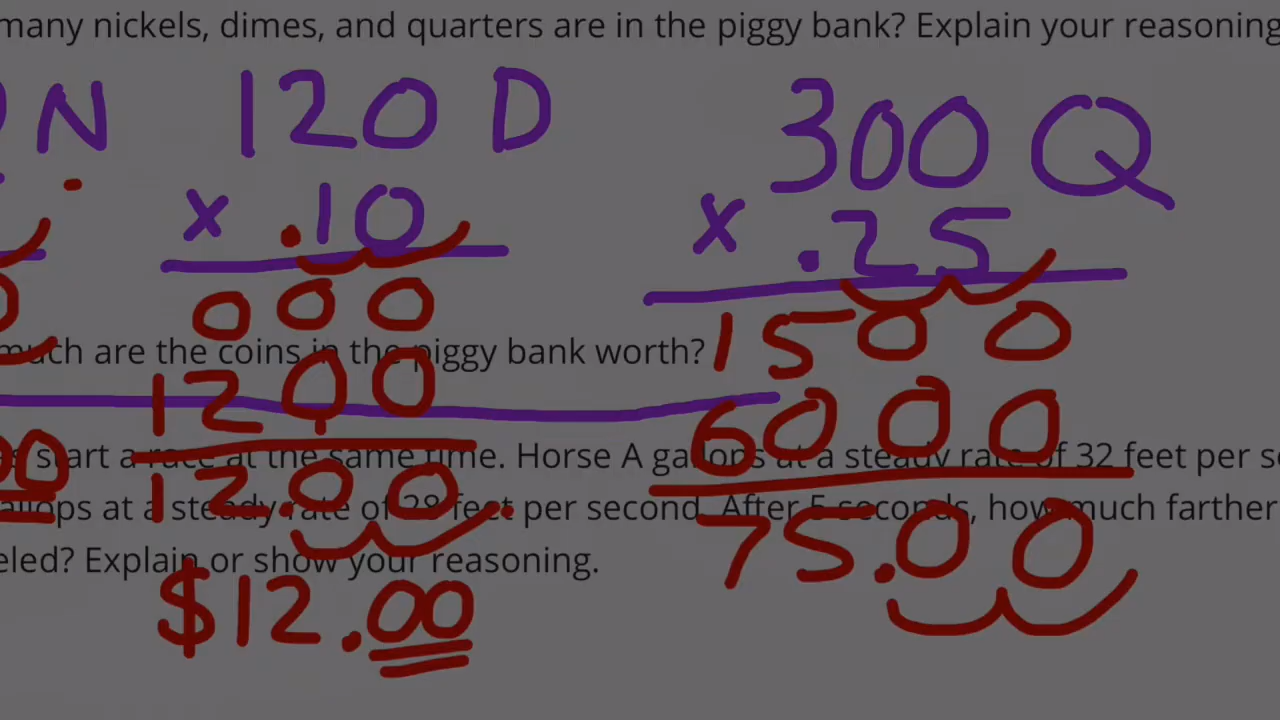 many nickels, dimes, and quarters are in the piggy bank? Explain your reasoning
N 120 D 300 Q
x .10 x .25
000 1500
much are the coins in the piggy bank worth?
1200 6000
start a race at the same time. Horse A gallops at a steady rate of 32 feet per
allops at a steady rate of 28 feet per second. After 5 seconds, how much farther
12.00. 75.00
eled? Explain or show your reasoning.
$12.00